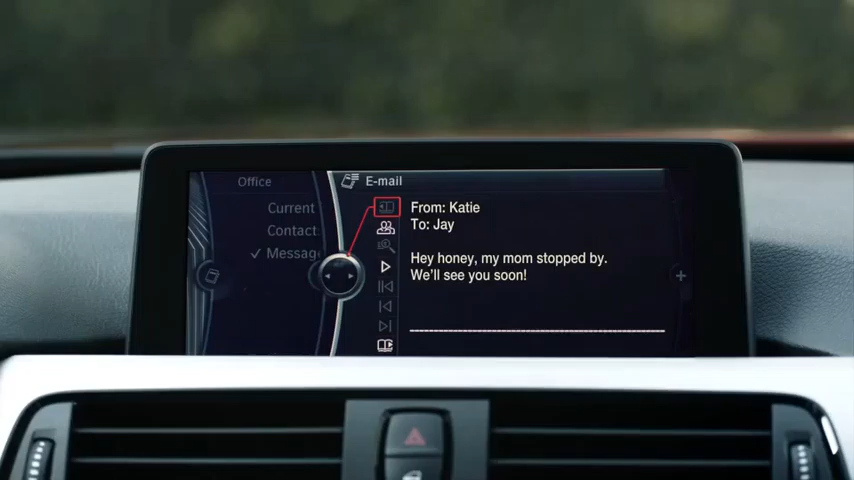 Office
E-mail
Current
Contact
✓ Messag
From: Katie
To: Jay
Hey honey, my mom stopped by.
We'll see you soon!